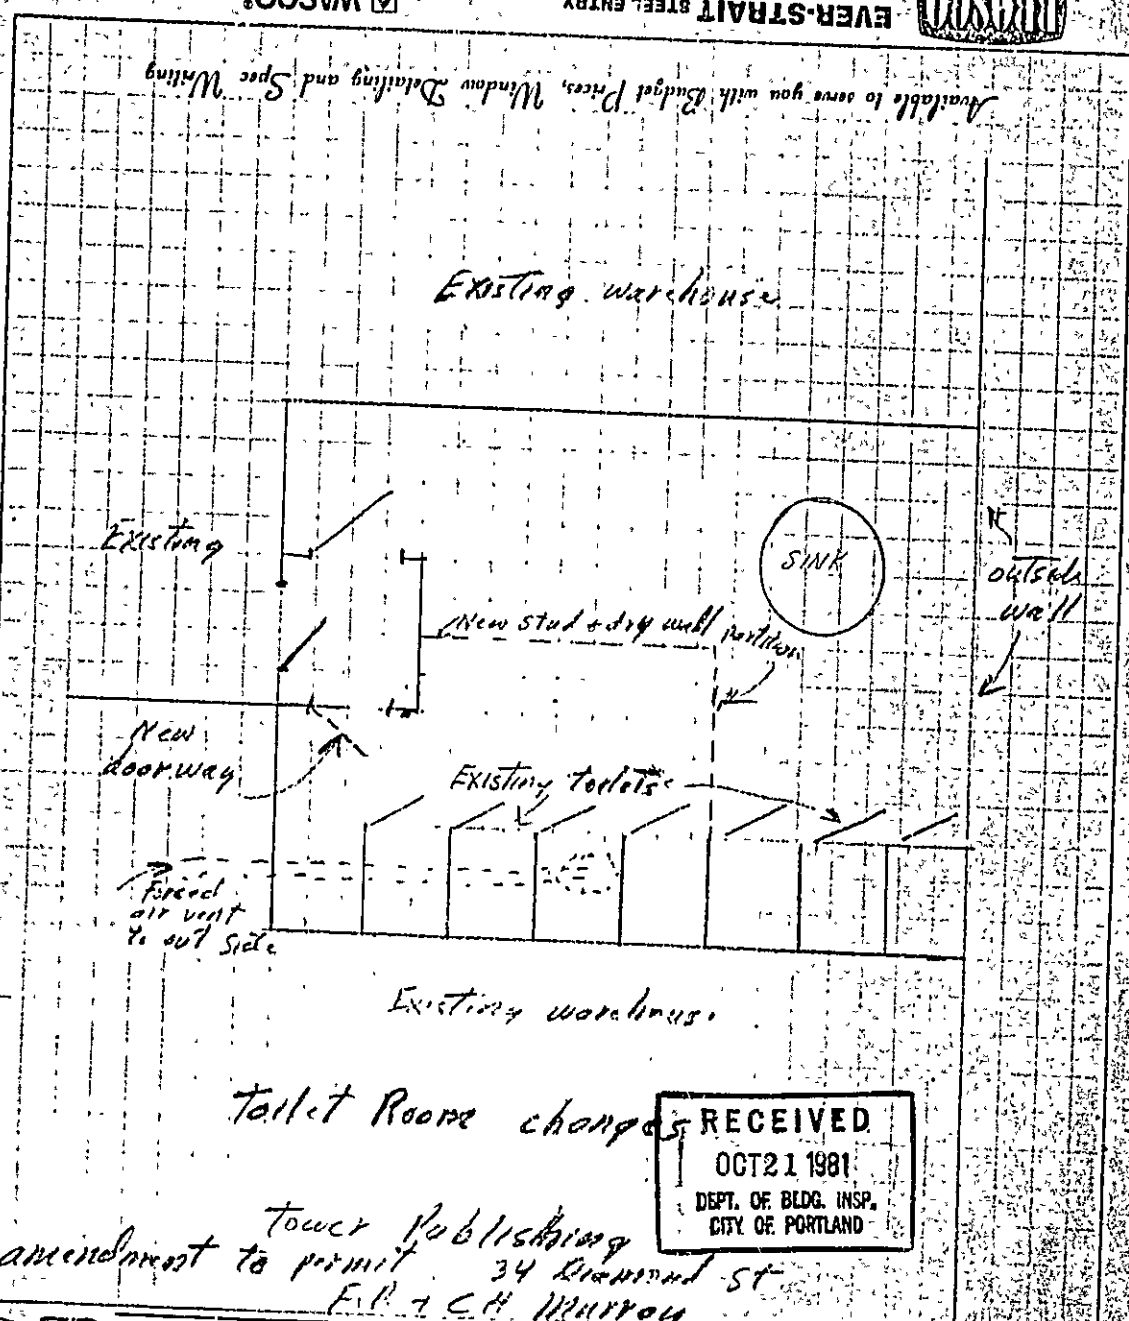 WASCO®
EVER-STRAIT STEEL ENTRY
Available to serve you with Budget Prices, Window Detailing and Spec Writing
Existing warehouse
Existing
SINK
outside
wall
New stud + dry wall partition
New
doorway
Existing toilets
Forced
air vent
to out side
Existing warehouse
Toilet Room changes
RECEIVED
OCT 21 1981
DEPT. OF BLDG. INSP.
CITY OF PORTLAND
Tower Publishing
amendment to permit 34 Diamond St
F.P. + C.H. Murray